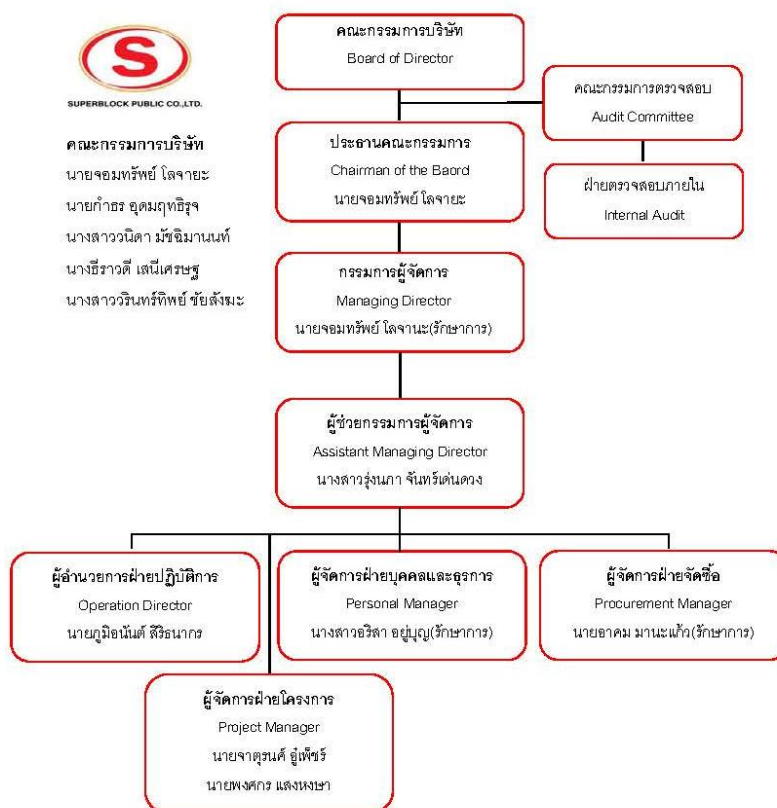 S
SUPERBLOCK PUBLIC CO.,LTD.
คณะกรรมการบริษัท
นายจอมทรัพย์ โลจายะ
นายกำธร อุดมฤทธิรุจ
นางสาววนิดา มัชฉิมานนท์
นางธีราวดี เสนีเศรษฐ
นางสาววรินทร์ทิพย์ ชัยสังฆะ
คณะกรรมการบริษัท
Board of Director
คณะกรรมการตรวจสอบ
Audit Committee
ฝ่ายตรวจสอบภายใน
Internal Audit
ประธานคณะกรรมการ
Chairman of the Baord
นายจอมทรัพย์ โลจายะ
กรรมการผู้จัดการ
Managing Director
นายจอมทรัพย์ โลจานะ(รักษาการ)
ผู้ช่วยกรรมการผู้จัดการ
Assistant Managing Director
นางสาวรุ่งนภา จันทร์เด่นดวง
ผู้อำนวยการฝ่ายปฏิบัติการ
Operation Director
นายภูมิอนันต์ สิริธนากร
ผู้จัดการฝ่ายบุคคลและธุรการ
Personal Manager
นางสาวอริสา อยู่บุญ(รักษาการ)
ผู้จัดการฝ่ายจัดซื้อ
Procurement Manager
นายอาคม มานะแก้ว(รักษาการ)
ผู้จัดการฝ่ายโครงการ
Project Manager
นายจาตุรนค์ อู๋เพ็ชร์
นายพงศกร แสงหงษา